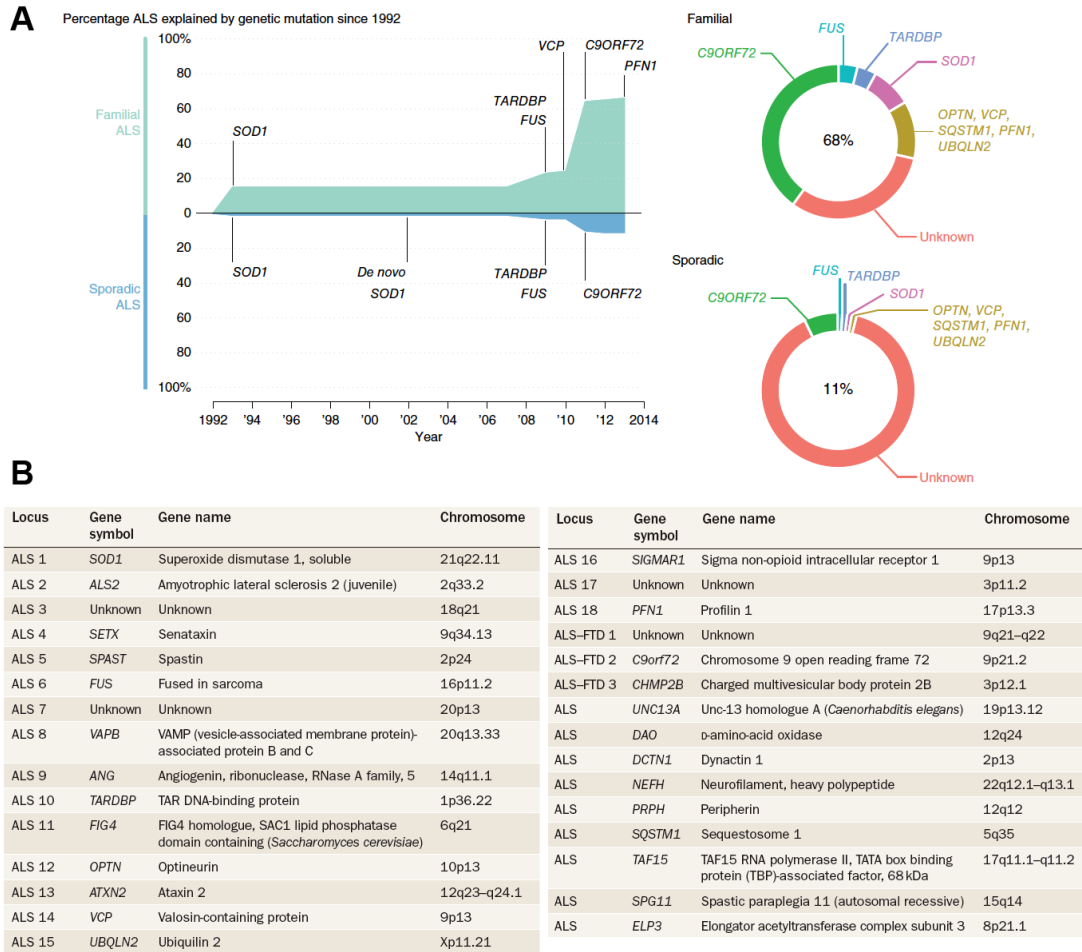 A
Percentage ALS explained by genetic mutation since 1992
100%
80
60
40
20
0
20
40
60
80
100%
Familial
ALS
Sporadic
ALS
SOD1
TARDBP
FUS
VCP
C9ORF72
PFN1
SOD1
De novo
SOD1
TARDBP
FUS
C9ORF72
1992 '94 '96 '98 '00 '02 '04 '06 '08 '10 '12 2014
Year
Familial
FUS
TARDBP
C9ORF72
SOD1
OPTN, VCP,
SQSTM1, PFN1,
UBQLN2
68%
Unknown
Sporadic
FUS
TARDBP
SOD1
C9ORF72
OPTN, VCP,
SQSTM1, PFN1,
UBQLN2
11%
Unknown
B
Locus Gene symbol Gene name Chromosome
ALS 1 SOD1 Superoxide dismutase 1, soluble 21q22.11
ALS 2 ALS2 Amyotrophic lateral sclerosis 2 (juvenile) 2q33.2
ALS 3 Unknown Unknown 18q21
ALS 4 SETX Senataxin 9q34.13
ALS 5 SPAST Spastin 2p24
ALS 6 FUS Fused in sarcoma 16p11.2
ALS 7 Unknown Unknown 20p13
ALS 8 VAPB VAMP (vesicle-associated membrane protein)- 20q13.33
associated protein B and C
ALS 9 ANG Angiogenin, ribonuclease, RNase A family, 5 14q11.1
ALS 10 TARDBP TAR DNA-binding protein 1p36.22
ALS 11 FIG4 FIG4 homologue, SAC1 lipid phosphatase 6q21
domain containing (Saccharomyces cerevisiae)
ALS 12 OPTN Optineurin 10p13
ALS 13 ATXN2 Ataxin 2 12q23–q24.1
ALS 14 VCP Valosin-containing protein 9p13
ALS 15 UBQLN2 Ubiquilin 2 Xp11.21
Locus Gene symbol Gene name Chromosome
ALS 16 SIGMAR1 Sigma non-opioid intracellular receptor 1 9p13
ALS 17 Unknown Unknown 3p11.2
ALS 18 PFN1 Profilin 1 17p13.3
ALS–FTD 1 Unknown Unknown 9q21–q22
ALS–FTD 2 C9orf72 Chromosome 9 open reading frame 72 9p21.2
ALS–FTD 3 CHMP2B Charged multivesicular body protein 2B 3p12.1
ALS UNC13A Unc-13 homologue A (Caenorhabditis elegans) 19p13.12
ALS DAO D-amino-acid oxidase 12q24
ALS DCTN1 Dynactin 1 2p13
ALS NEFH Neurofilament, heavy polypeptide 22q12.1–q13.1
ALS PRPH Peripherin 12q12
ALS SQSTM1 Sequestosome 1 5q35
ALS TAF15 TAF15 RNA polymerase II, TATA box binding 17q11.1–q11.2
protein (TBP)-associated factor, 68 kDa
ALS SPG11 Spastic paraplegia 11 (autosomal recessive) 15q14
ALS ELP3 Elongator acetyltransferase complex subunit 3 8p21.1